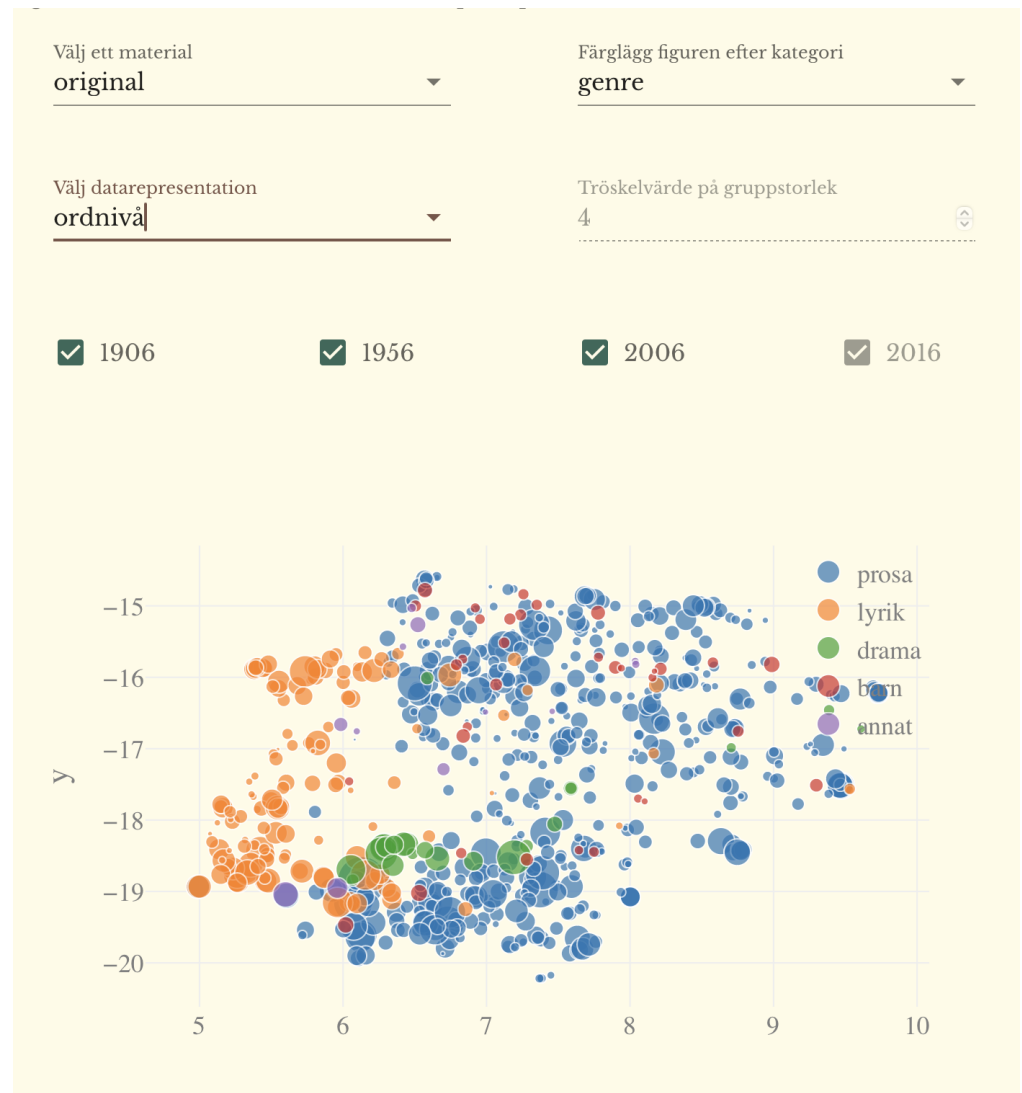 Välj ett material
original
Färglägg figuren efter kategori
genre
Välj datarepresentation
ordnivå
Tröskelvärde på gruppstorlek
4
1906
1956
2006
2016
prosa
lyrik
drama
barn
annat
y
−15
−16
−17
−18
−19
−20
5
6
7
8
9
10